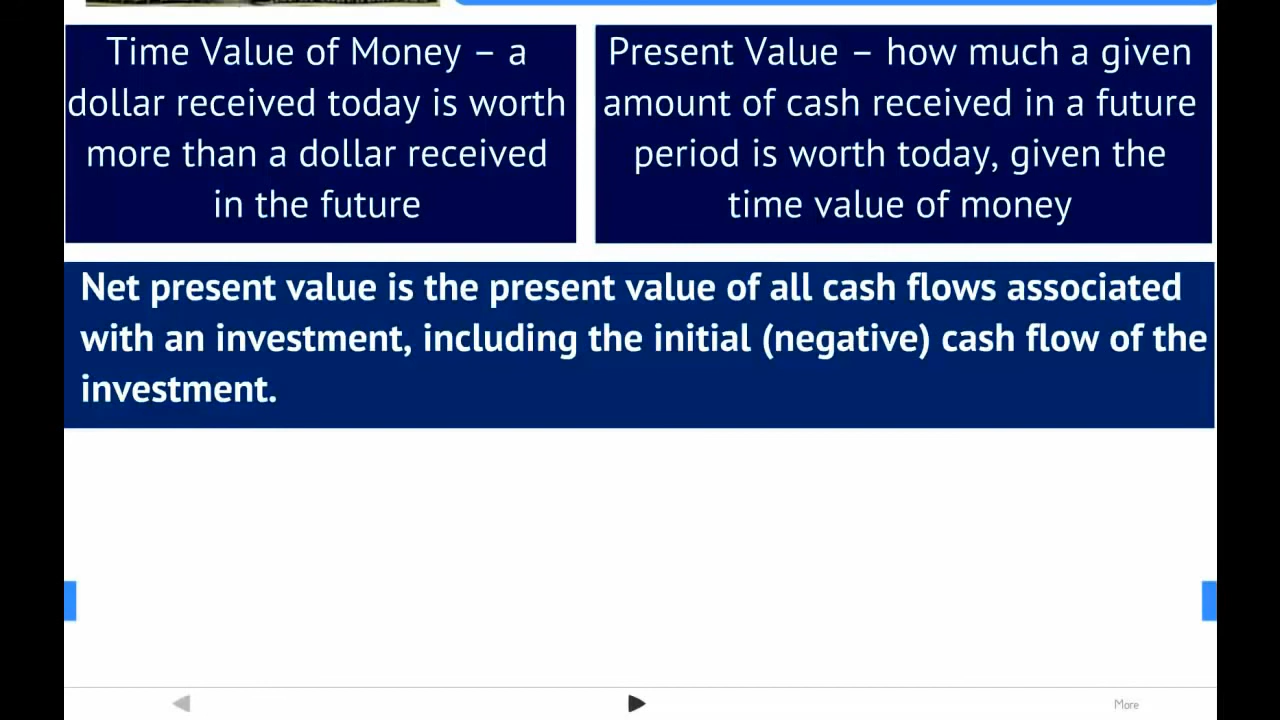 Time Value of Money – a
dollar received today is worth
more than a dollar received
in the future
Present Value – how much a given
amount of cash received in a future
period is worth today, given the
time value of money
Net present value is the present value of all cash flows associated
with an investment, including the initial (negative) cash flow of the
investment.
More